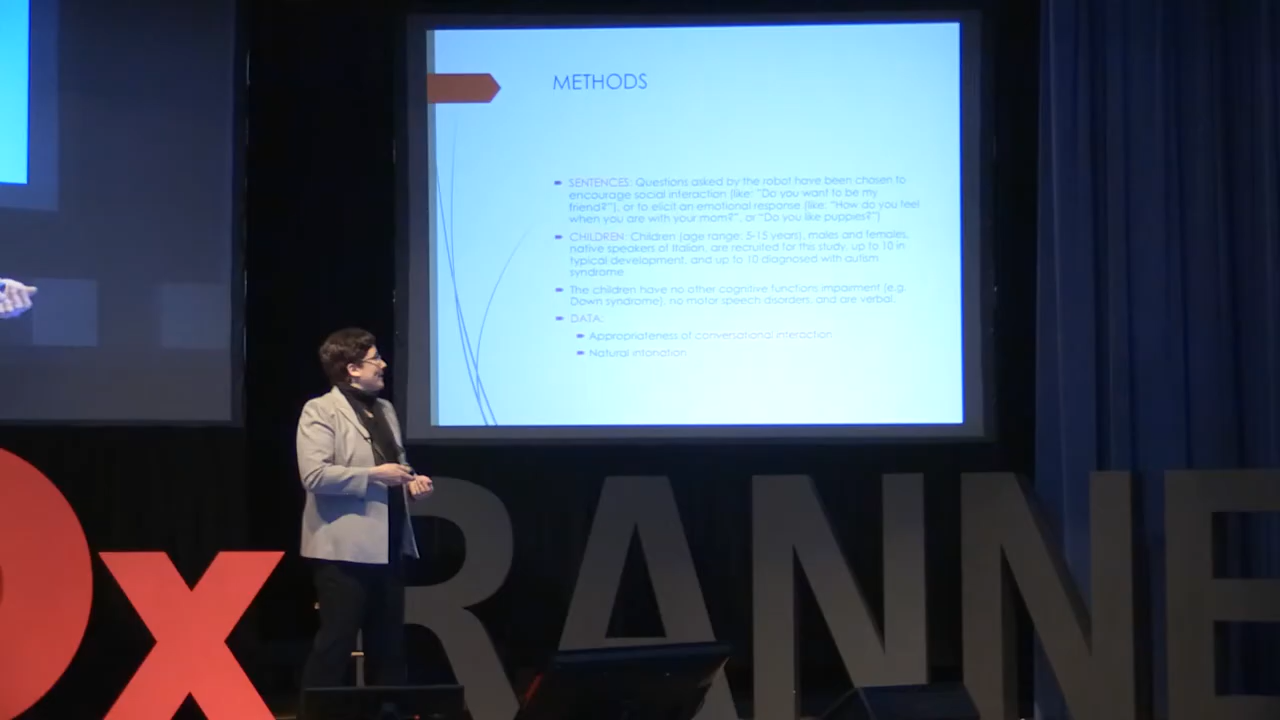 METHODS
SENTENCES: Questions asked by the robot have been chosen to
encourage social interaction (like: "Do you want to be my
friend?"), or to elicit an emotional response (like: "How do you feel
when you are with your mom?", or "Do you like puppies?")
CHILDREN: Children (age range: 5-15 years), males and females,
native speakers of Italian, are recruited for this study, up to 10 in
typical development, and up to 10 diagnosed with autism
syndrome
The children have no other cognitive functions impairment (e.g.
Down syndrome), no motor speech disorders, and are verbal.
DATA:
Appropriateness of conversational interaction
Natural intonation
Dx RANNE